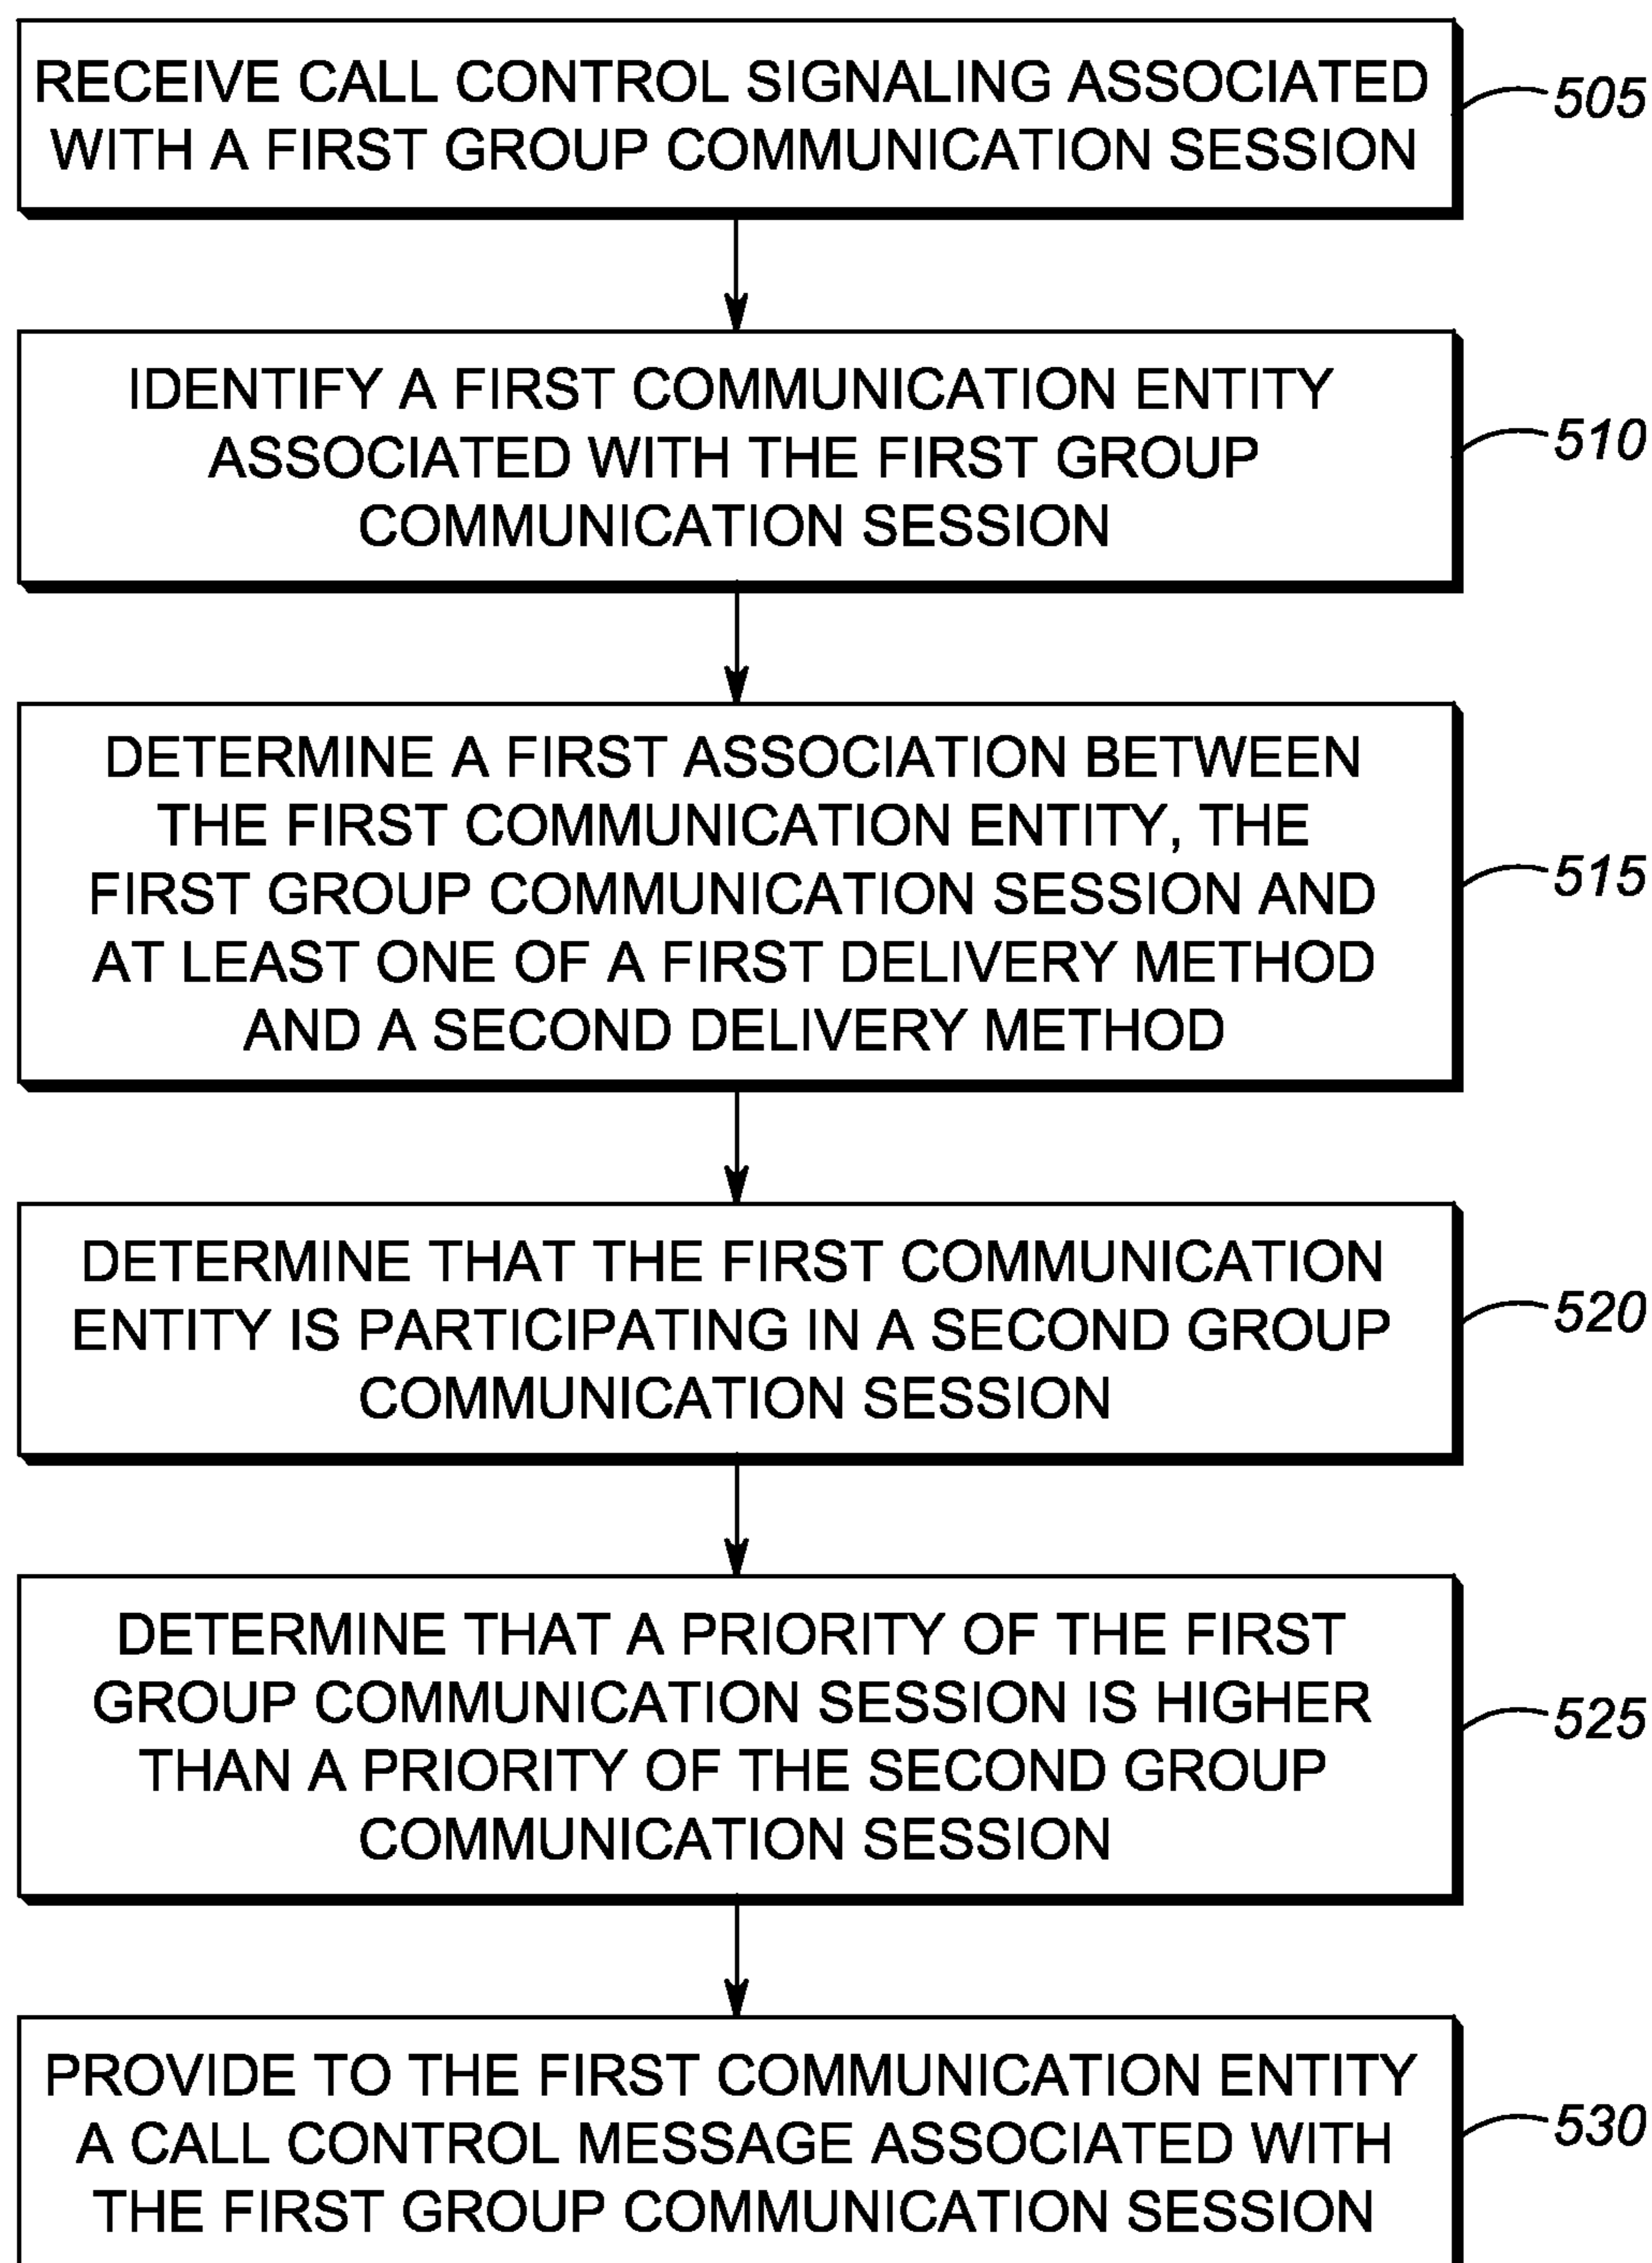 RECEIVE CALL CONTROL SIGNALING ASSOCIATED
WITH A FIRST GROUP COMMUNICATION SESSION
505
IDENTIFY A FIRST COMMUNICATION ENTITY
ASSOCIATED WITH THE FIRST GROUP
COMMUNICATION SESSION
510
DETERMINE A FIRST ASSOCIATION BETWEEN
THE FIRST COMMUNICATION ENTITY, THE
FIRST GROUP COMMUNICATION SESSION AND
AT LEAST ONE OF A FIRST DELIVERY METHOD
AND A SECOND DELIVERY METHOD
515
DETERMINE THAT THE FIRST COMMUNICATION
ENTITY IS PARTICIPATING IN A SECOND GROUP
COMMUNICATION SESSION
520
DETERMINE THAT A PRIORITY OF THE FIRST
GROUP COMMUNICATION SESSION IS HIGHER
THAN A PRIORITY OF THE SECOND GROUP
COMMUNICATION SESSION
525
PROVIDE TO THE FIRST COMMUNICATION ENTITY
A CALL CONTROL MESSAGE ASSOCIATED WITH
THE FIRST GROUP COMMUNICATION SESSION
530